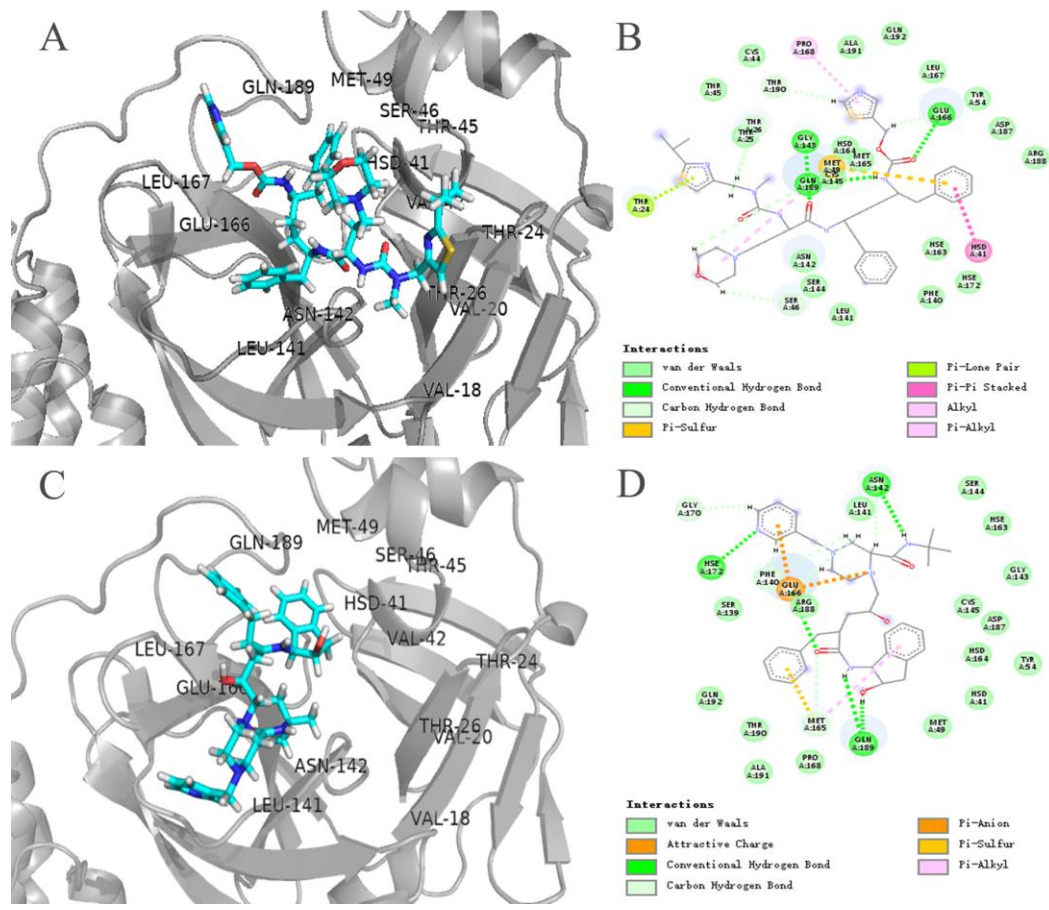 A
MET-49
GLN-189
SER-46
THR-45
HSD-41
LEU-167
GLU-166
THR-24
THR-26
ASN-142
VAL-20
LEU-141
VAL-18
B
GLN
A:192
PRO
A:168
ALA
A:191
CYS
A:44
LEU
A:167
THR
A:190
THR
A:45
TYR
A:54
GLU
A:166
ASP
A:187
THR
A:26
THR
A:25
GLY
A:143
HSD
A:164
ARG
A:188
MET
A:165
MET
A:49
CYS
A:145
GLN
A:189
THR
A:24
HSE
A:163
HSD
A:41
ASN
A:142
HSE
A:172
SER
A:144
PHE
A:140
SER
A:46
LEU
A:141
Interactions
van der Waals
Conventional Hydrogen Bond
Carbon Hydrogen Bond
Pi-Sulfur
Pi-Lone Pair
Pi-Pi Stacked
Alkyl
Pi-Alkyl
C
MET-49
GLN-189
SER-46
THR-45
HSD-41
VAL-42
LEU-167
THR-24
GLU-166
THR-26
VAL-20
ASN-142
LEU-141
VAL-18
D
ASN
A:142
SER
A:144
GLY
A:170
LEU
A:141
HSE
A:163
HSE
A:172
PHE
A:140
GLU
A:166
GLY
A:143
SER
A:139
ARG
A:188
CYS
A:145
ASP
A:187
HSD
A:164
TYR
A:54
GLN
A:192
HSD
A:41
THR
A:190
MET
A:165
MET
A:49
PRO
A:168
GLN
A:189
ALA
A:191
Interactions
van der Waals
Attractive Charge
Conventional Hydrogen Bond
Carbon Hydrogen Bond
Pi-Anion
Pi-Sulfur
Pi-Alkyl